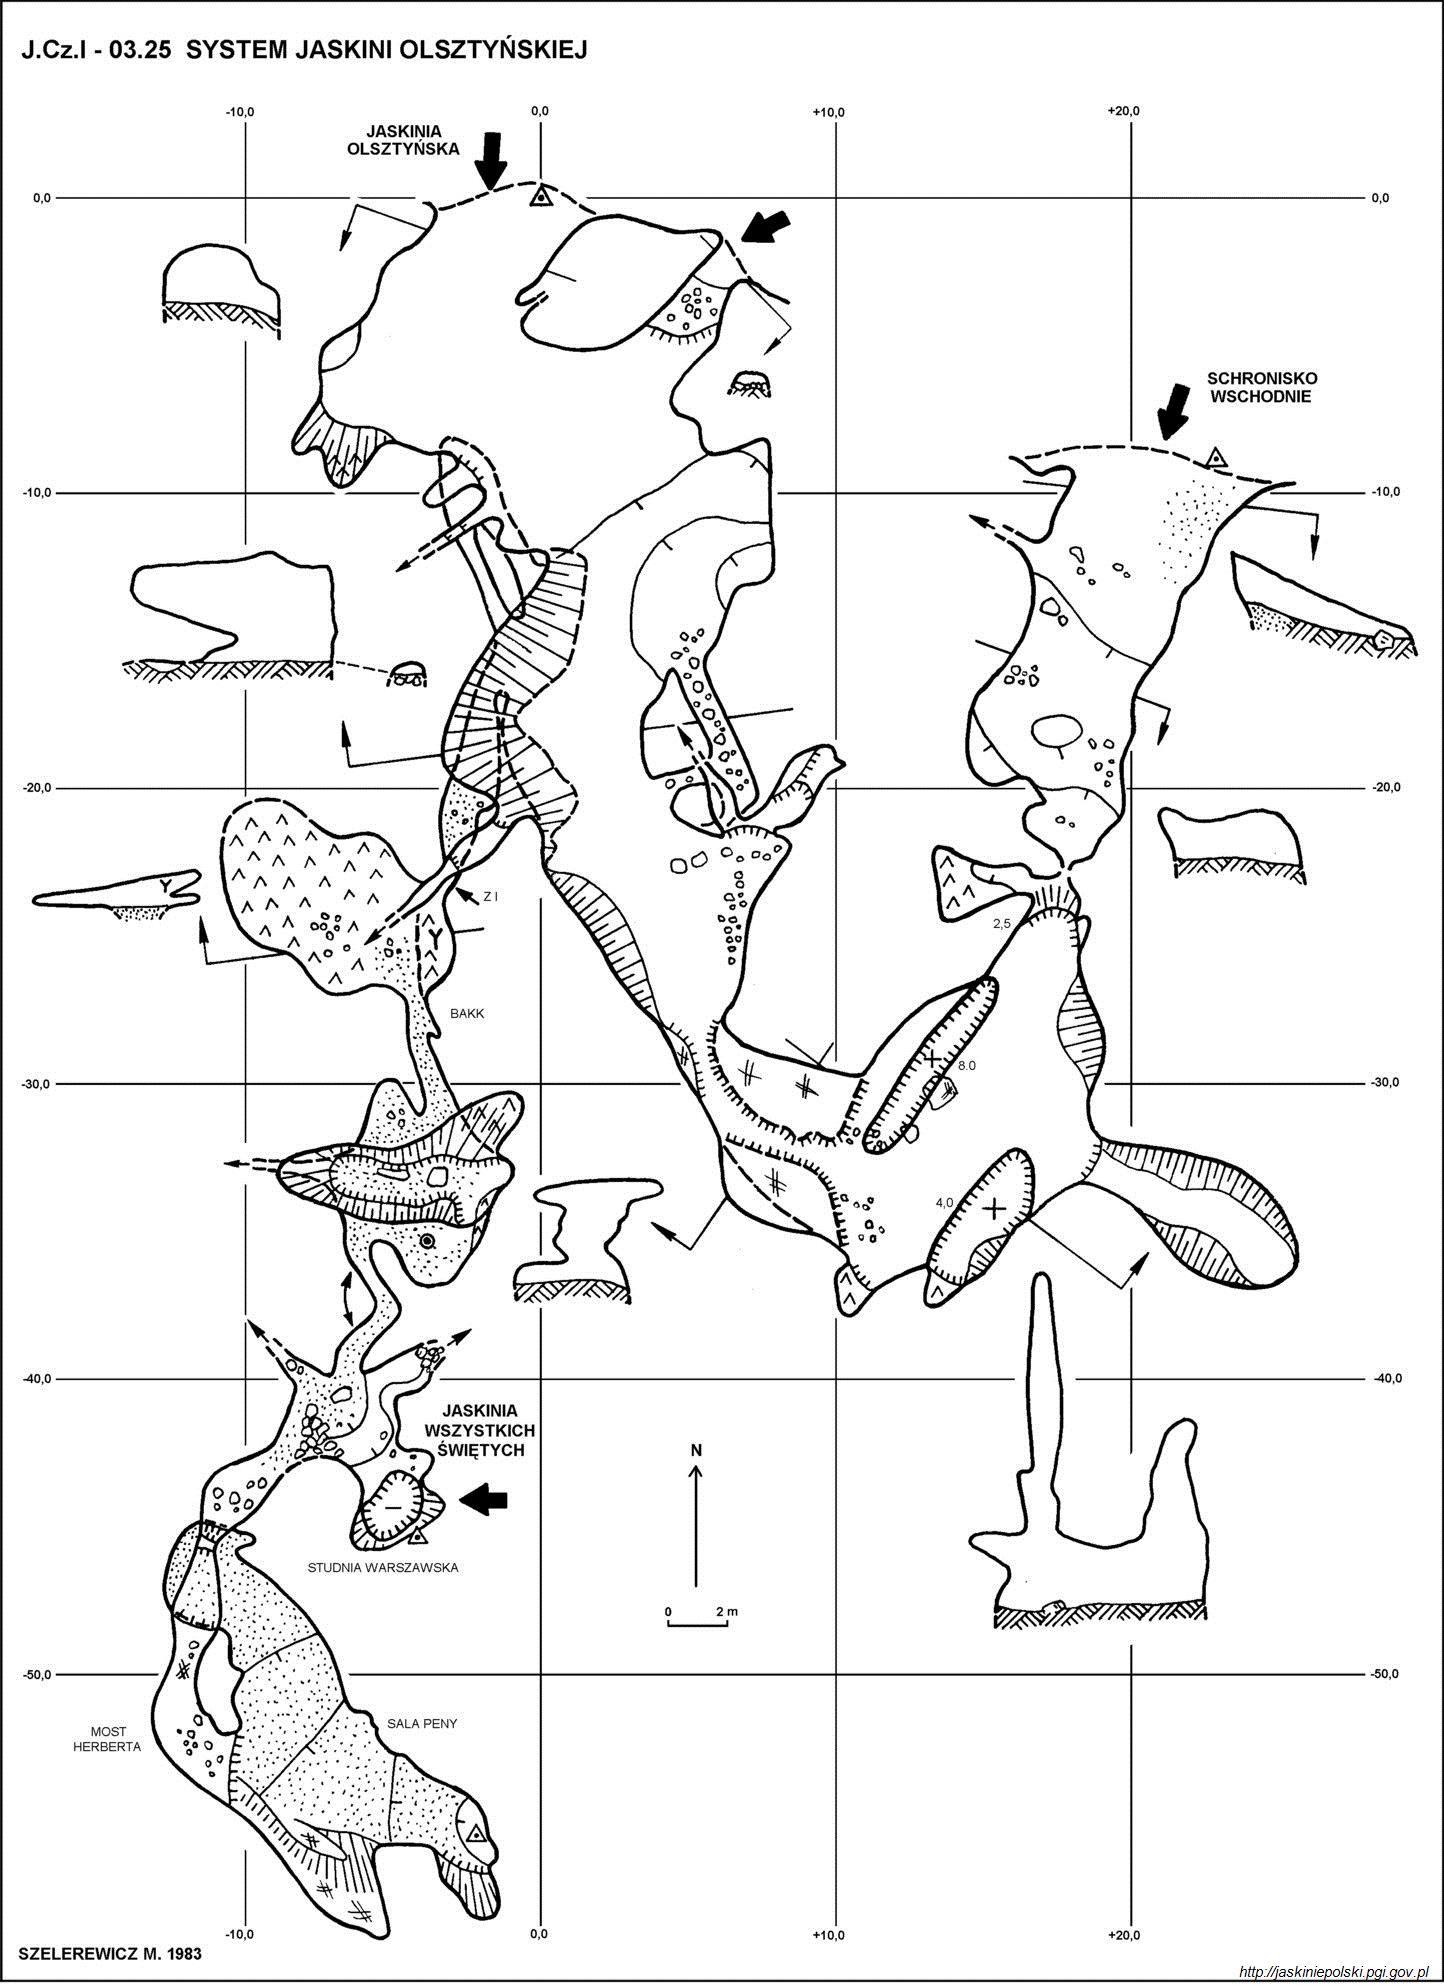 J.Cz.I - 03.25 SYSTEM JASKINI OLSZTYŃSKIEJ
-10,0
0,0
+10,0
+20,0
JASKINIA
OLSZTYŃSKA
0,0
0,0
SCHRONISKO
WSCHODNIE
-10,0
-10,0
-20,0
-20,0
Z I
2,5
BAKK
8.0
-30,0
-30,0
4,0
-40,0
-40,0
JASKINIA
WSZYSTKICH
ŚWIĘTYCH
N
STUDNIA WARSZAWSKA
0 2 m
-50,0
-50,0
SALA PENY
MOST
HERBERTA
-10,0
0,0
+10,0
+20,0
SZELEREWICZ M. 1983
http://jaskiniepolski.pgi.gov.pl